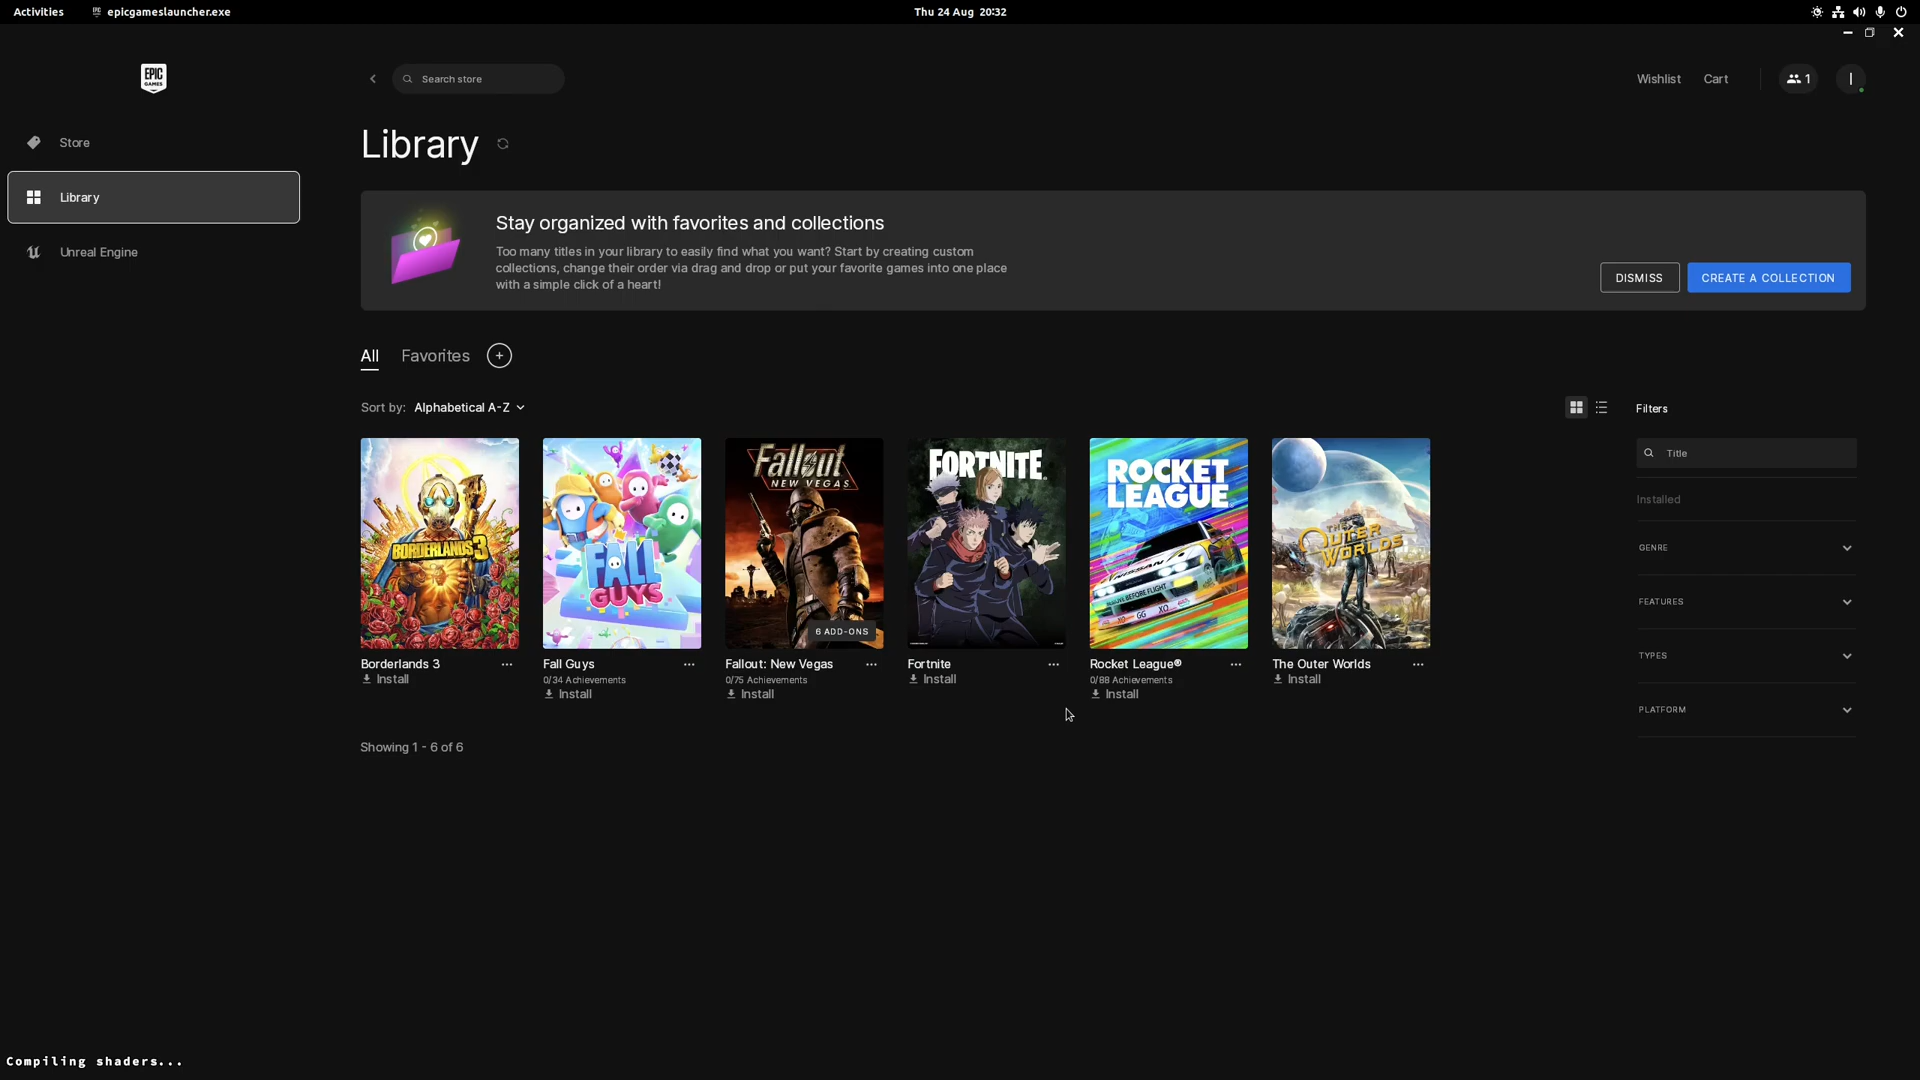 Activities epicgameslauncher.exe Thu 24 Aug 20:32
EPIC
GAMES
Search store
Wishlist Cart 1 I
Store
Library
Unreal Engine
Library
Stay organized with favorites and collections
Too many titles in your library to easily find what you want? Start by creating custom
collections, change their order via drag and drop or put your favorite games into one place
with a simple click of a heart!
DISMISS CREATE A COLLECTION
All Favorites +
Sort by: Alphabetical A-Z
Filters
Title
Installed
GENRE
FEATURES
TYPES
PLATFORM
BORDERLANDS 3
Borderlands 3 ...
Install
FALL
GUYS
Fall Guys ...
0/34 Achievements
Install
Fallout
NEW VEGAS
6 ADD-ONS
Fallout: New Vegas ...
0/75 Achievements
Install
FORTNITE
Fortnite ...
Install
ROCKET
LEAGUE
NISSAN
REMOVE BEFORE FLIGHT
GG XO
Rocket League® ...
0/88 Achievements
Install
THE
OUTER
WORLDS
The Outer Worlds ...
Install
Showing 1 - 6 of 6
Compiling shaders...